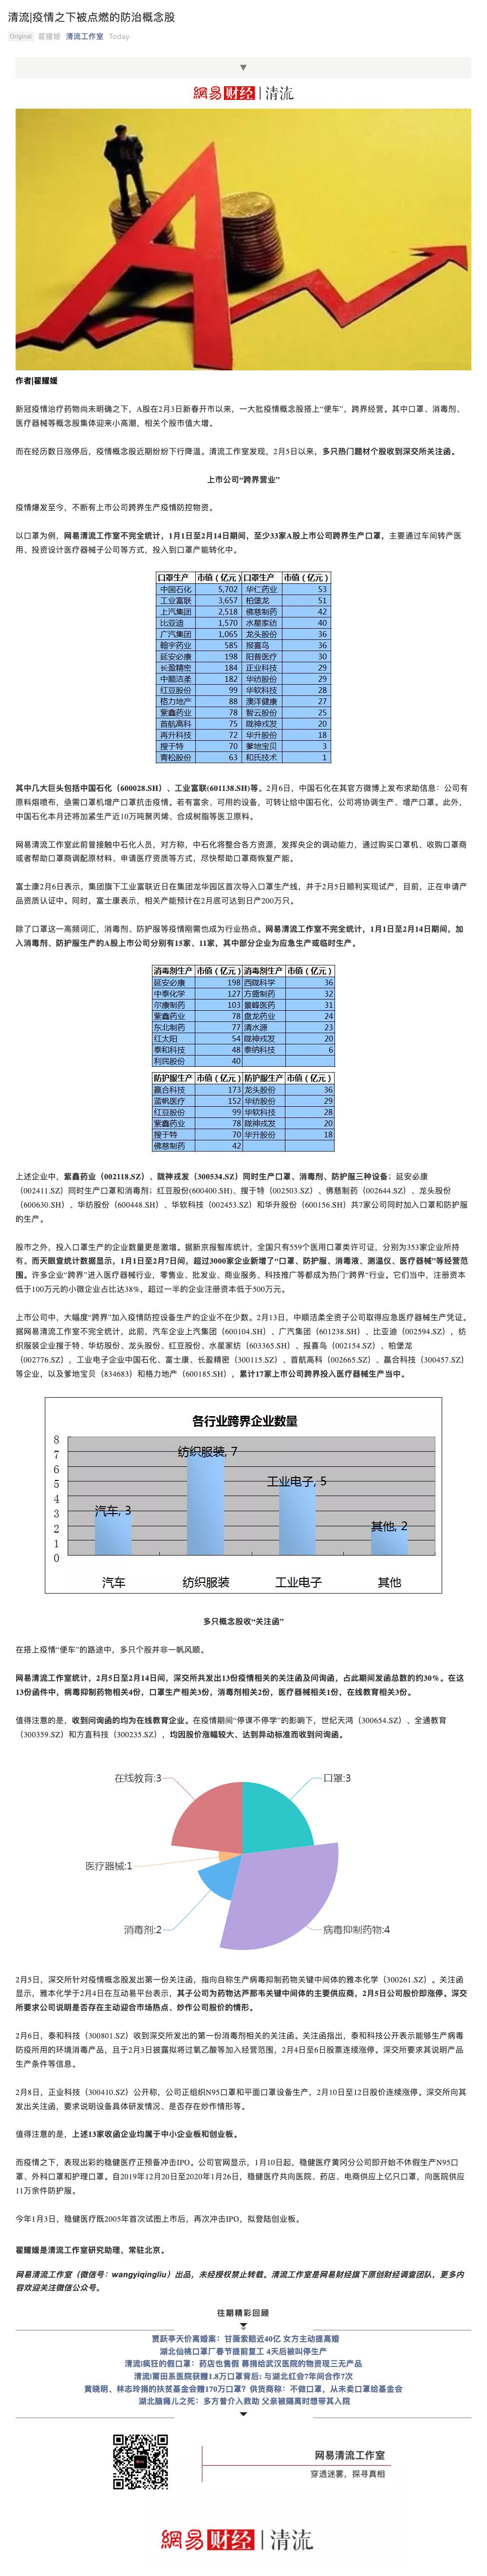 清流|疫情之下被点燃的防治概念股
Original 翟耀媛 清流工作室 Today
網易财经|清流
作者|翟耀媛
新冠疫情治疗药物尚未明确之下，A股在2月3日新春开市以来，一大批疫情概念股搭上“便车”，跨界经营。其中口罩、消毒剂、
医疗器械等概念股集体迎来小高潮，相关个股市值大增。
而在经历数日涨停后，疫情概念股近期纷纷下行降温。清流工作室发现，2月5日以来，多只热门题材个股收到深交所关注函。
上市公司“跨界营业”
疫情爆发至今，不断有上市公司跨界生产疫情防控物资。
以口罩为例，网易清流工作室不完全统计，1月1日至2月14日期间，至少33家A股上市公司跨界生产口罩，主要通过车间转产医
用、投资设计医疗器械子公司等方式，投入到口罩产能转化中。
口罩生产 市值（亿元） 口罩生产 市值（亿元）
中国石化 5,702 华仁药业 53
工业富联 3,657 柏堡龙 51
上汽集团 2,518 佛慈制药 42
比亚迪 1,570 水星家纺 40
广汽集团 1,065 龙头股份 36
翰宇药业 585 报喜鸟 36
延安必康 198 阳普医疗 30
长盈精密 184 正业科技 29
中顺洁柔 182 华纺股份 29
红豆股份 99 华软科技 28
格力地产 88 澳洋健康 27
紫鑫药业 78 智云股份 25
首航高科 75 陇神戎发 20
再升科技 72 华升股份 18
搜于特 70 爹地宝贝 3
青松股份 63 和氏技术 1
其中几大巨头包括中国石化（600028.SH）、工业富联(601138.SH)等。2月6日，中国石化在其官方微博上发布求助信息：公司有
原料熔喷布，亟需口罩机增产口罩抗击疫情。若有富余、可用的设备，可转让给中国石化，公司将协调生产、增产口罩。此外，
中国石化本月还将加紧生产近10万吨聚丙烯、合成树脂等医卫原料。
网易清流工作室此前曾接触中石化人员，对方称，中石化将整合各方资源，发挥央企的调动能力，通过购买口罩机、收购口罩商
或者帮助口罩商调配原材料、申请医疗资质等方式，尽快帮助口罩商恢复产能。
富士康2月6日表示，集团旗下工业富联近日在集团龙华园区首次导入口罩生产线，并于2月5日顺利实现试产，目前，正在申请产
品资质认证中。同时，富士康表示，相关产能预计在2月底可达到日产200万只。
除了口罩这一高频词汇，消毒剂、防护服等疫情刚需也成为行业热点。网易清流工作室不完全统计，1月1日至2月14日期间，加
入消毒剂、防护服生产的A股上市公司分别有15家、11家，其中部分企业为应急生产或临时生产。
消毒剂生产 市值（亿元） 消毒剂生产 市值（亿元）
延安必康 198 西陇科学 36
中泰化学 127 方盛制药 32
尔康制药 103 景峰医药 31
紫鑫药业 78 盘龙药业 24
东北制药 77 清水源 23
红太阳 54 陇神戎发 20
泰和科技 48 泰纳科技 6
利民股份 40
防护服生产 市值（亿元） 防护服生产 市值（亿元）
赢合科技 173 龙头股份 36
蓝帆医疗 152 华纺股份 29
红豆股份 99 华软科技 28
紫鑫药业 78 陇神戎发 20
搜于特 70 华升股份 18
佛慈制药 42
上述企业中，紫鑫药业（002118.SZ）、陇神戎发（300534.SZ）同时生产口罩、消毒剂、防护服三种设备；延安必康
（002411.SZ）同时生产口罩和消毒剂；红豆股份(600400.SH)、搜于特（002503.SZ）、佛慈制药（002644.SZ）、龙头股份
（600630.SH）、华纺股份（600448.SH）、华软科技（002453.SZ）和华升股份（600156.SH）共7家公司同时加入口罩和防护服
的生产。
股市之外，投入口罩生产的企业数量更是激增。据新京报智库统计，全国只有559个医用口罩类许可证，分别为353家企业所持
有。而天眼查统计数据显示，1月1日至2月7日间，超过3000家企业新增了“口罩、防护服、消毒液、测温仪、医疗器械”等经营范
围。许多企业“跨界”进入医疗器械行业，零售业、批发业、商业服务、科技推广等都成为热门“跨界”行业。它们当中，注册资本
低于100万元的小微企业占比达38%，超过一半的企业注册资本低于500万元。
上市公司中，大幅度“跨界”加入疫情防控设备生产的企业不在少数。2月13日，中顺洁柔全资子公司取得应急医疗器械生产凭证。
据网易清流工作室不完全统计，此前，汽车企业上汽集团（600104.SH）、广汽集团（601238.SH）、比亚迪（002594.SZ），纺
织服装企业搜于特、华纺股份、龙头股份、红豆股份、水星家纺（603365.SH）、报喜鸟（002154.SZ）、柏堡龙
（002776.SZ），工业电子企业中国石化、富士康、长盈精密（300115.SZ）、首航高科（002665.SZ）、赢合科技（300457.SZ）
等企业，以及爹地宝贝（834683）和格力地产（600185.SH），累计17家上市公司跨界投入医疗器械生产当中。
各行业跨界企业数量
8
7
6
5
4
3
2
1
0
汽车, 3
纺织服装, 7
工业电子, 5
其他, 2
汽车 纺织服装 工业电子 其他
多只概念股收“关注函”
在搭上疫情“便车”的路途中，多只个股并非一帆风顺。
网易清流工作室统计，2月5日至2月14日间，深交所共发出13份疫情相关的关注函及问询函，占此期间发函总数的约30%。在这
13份函件中，病毒抑制药物相关4份，口罩生产相关3份，消毒剂相关2份，医疗器械相关1份，在线教育相关3份。
值得注意的是，收到问询函的均为在线教育企业。在疫情期间“停课不停学”的影响下，世纪天鸿（300654.SZ）、全通教育
（300359.SZ）和方直科技（300235.SZ），均因股价涨幅较大、达到异动标准而收到问询函。
在线教育:3
口罩:3
医疗器械:1
消毒剂:2
病毒抑制药物:4
2月5日，深交所针对疫情概念股发出第一份关注函，指向自称生产病毒抑制药物关键中间体的雅本化学（300261.SZ）。关注函
显示，雅本化学于2月4日在互动易平台表示，其子公司为药物达芦那韦关键中间体的主要供应商，2月5日公司股价即涨停。深交
所要求公司说明是否存在主动迎合市场热点、炒作公司股价的情形。
2月6日，泰和科技（300801.SZ）收到深交所发出的第一份消毒剂相关的关注函。关注函指出，泰和科技公开表示能够生产病毒
防疫所用的环境消毒产品，且于2月3日披露拟将过氧乙酸等加入经营范围，2月4日至6日股票连续涨停。深交所要求其说明产品
生产条件等信息。
2月8日，正业科技（300410.SZ）公开称，公司正组织N95口罩和平面口罩设备生产，2月10日至12日股价连续涨停。深交所向其
发出关注函，要求说明设备具体研发情况、是否存在炒作情形等。
值得注意的是，上述13家收函企业均属于中小企业板和创业板。
而疫情之下，表现出彩的稳健医疗正预备冲击IPO。公司官网显示，1月10日起，稳健医疗黄冈分公司即开始不休假生产N95口
罩、外科口罩和护理口罩。自2019年12月20日至2020年1月26日，稳健医疗共向医院、药店、电商供应上亿只口罩，向医院供应
11万余件防护服。
今年1月3日，稳健医疗既2005年首次试图上市后，再次冲击IPO，拟登陆创业板。
翟耀媛是清流工作室研究助理，常驻北京。
网易清流工作室（微信号：wangyiqingliu）出品，未经授权禁止转载。清流工作室是网易财经旗下原创财经调查团队，更多内
容欢迎关注微信公众号。
往期精彩回顾
贾跃亭天价离婚案：甘薇索赔近40亿 女方主动提离婚
湖北仙桃口罩厂春节提前复工 4天后被叫停生产
清流|疯狂的假口罩：药店也售假 募捐给武汉医院的物资现三无产品
清流|莆田系医院获赠1.8万口罩背后: 与湖北红会7年间合作7次
黄晓明、林志玲捐的扶贫基金会赠170万口罩？供货商称：不做口罩，从未卖口罩给基金会
湖北脑瘫儿之死：多方曾介入救助 父亲被隔离时想带其入院
网易清流工作室
穿透迷雾，探寻真相
網易财经|清流